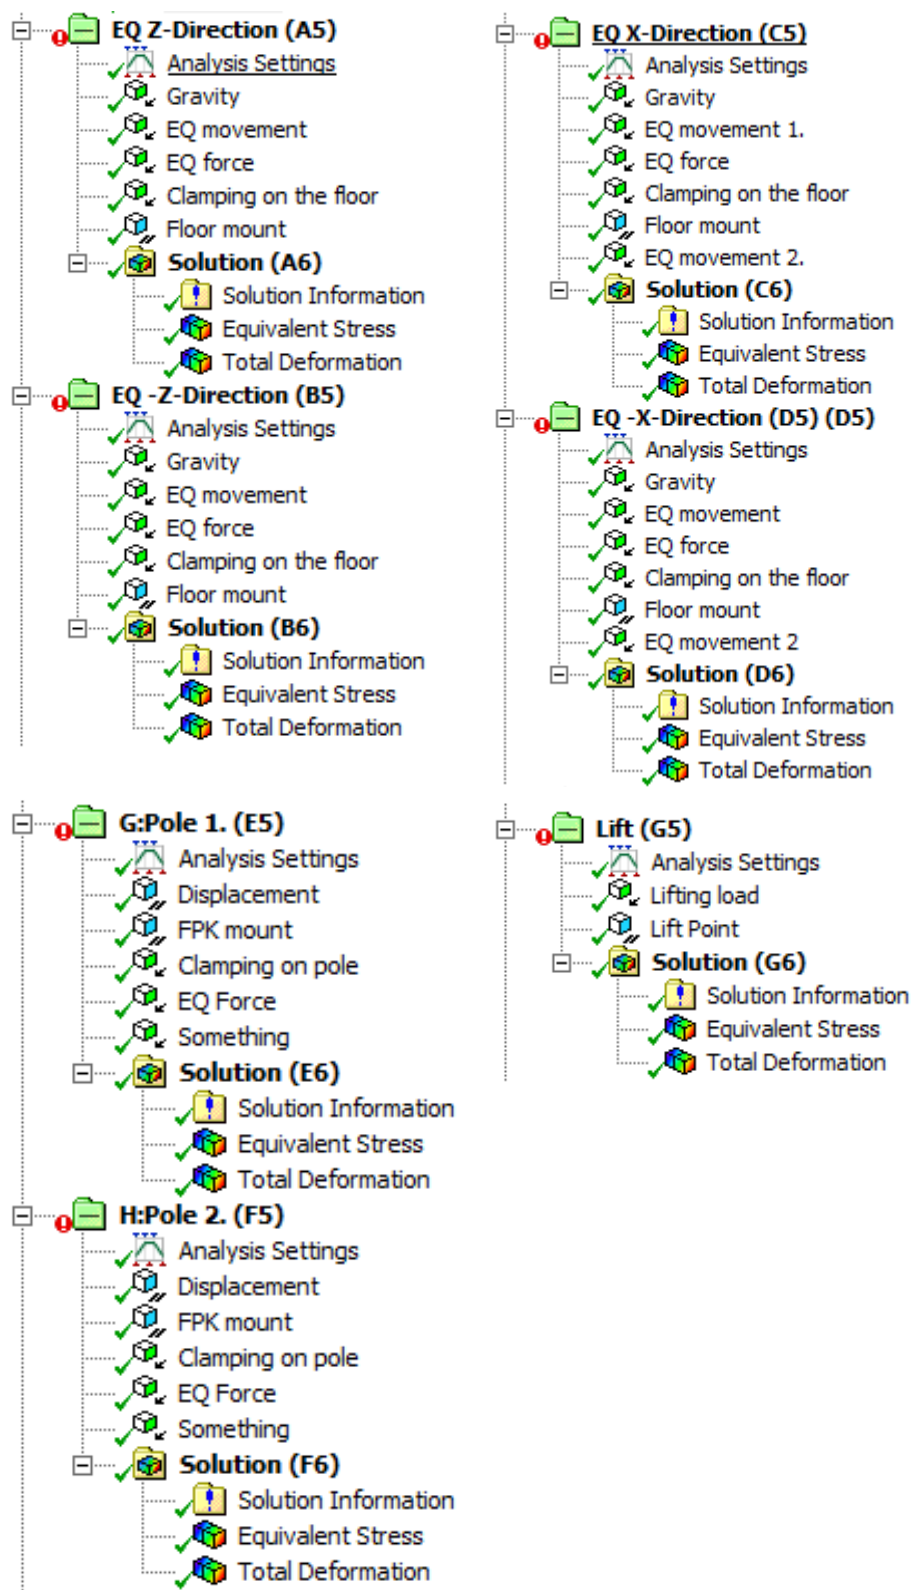 EQ Z-Direction (A5)
Analysis Settings
Gravity
EQ movement
EQ force
Clamping on the floor
Floor mount
Solution (A6)
Solution Information
Equivalent Stress
Total Deformation
EQ -Z-Direction (B5)
Analysis Settings
Gravity
EQ movement
EQ force
Clamping on the floor
Floor mount
Solution (B6)
Solution Information
Equivalent Stress
Total Deformation
EQ X-Direction (C5)
Analysis Settings
Gravity
EQ movement 1.
EQ force
Clamping on the floor
Floor mount
EQ movement 2.
Solution (C6)
Solution Information
Equivalent Stress
Total Deformation
EQ -X-Direction (D5) (D5)
Analysis Settings
Gravity
EQ movement
EQ force
Clamping on the floor
Floor mount
EQ movement 2
Solution (D6)
Solution Information
Equivalent Stress
Total Deformation
G:Pole 1. (E5)
Analysis Settings
Displacement
FPK mount
Clamping on pole
EQ Force
Something
Solution (E6)
Solution Information
Equivalent Stress
Total Deformation
H:Pole 2. (F5)
Analysis Settings
Displacement
FPK mount
Clamping on pole
EQ Force
Something
Solution (F6)
Solution Information
Equivalent Stress
Total Deformation
Lift (G5)
Analysis Settings
Lifting load
Lift Point
Solution (G6)
Solution Information
Equivalent Stress
Total Deformation